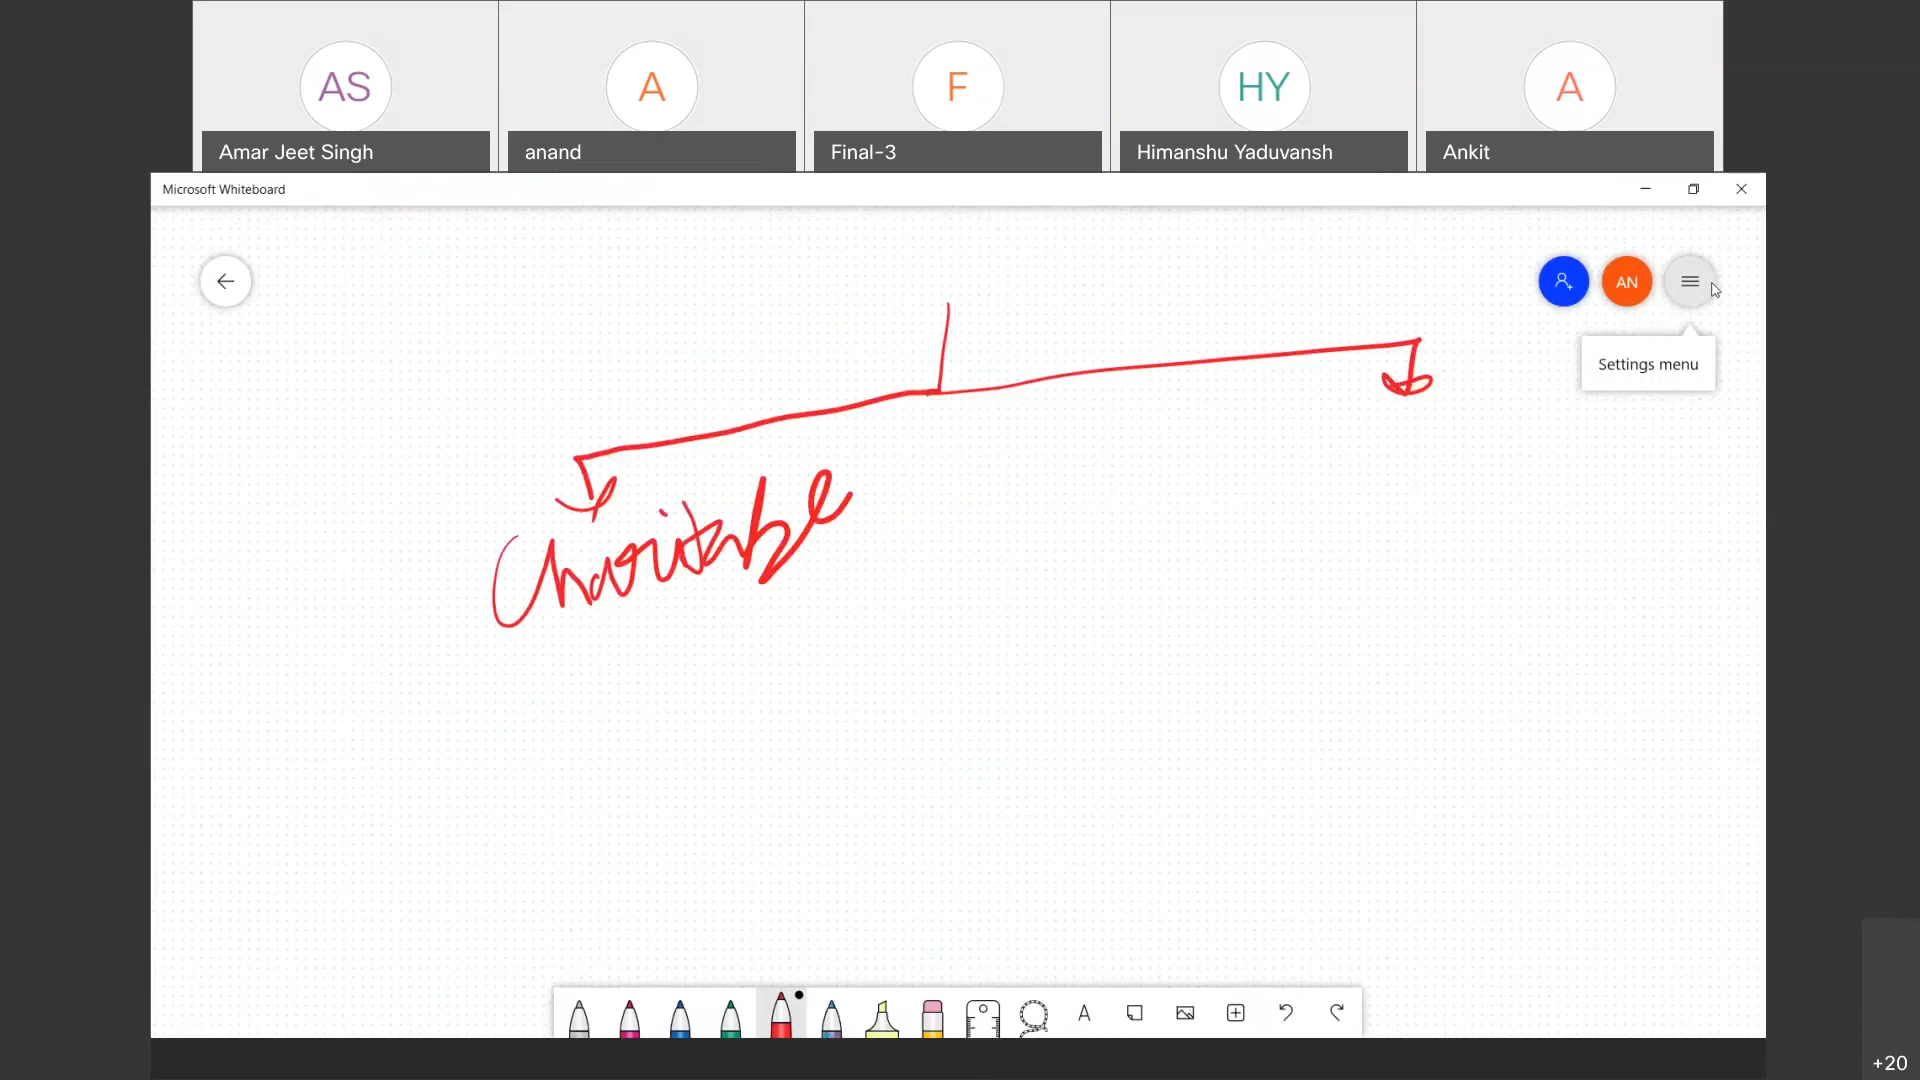 AS
A
F
HY
A
Amar Jeet Singh
anand
Final-3
Himanshu Yaduvansh
Ankit
Microsoft Whiteboard
AN
Settings menu
Charitable
A
+20